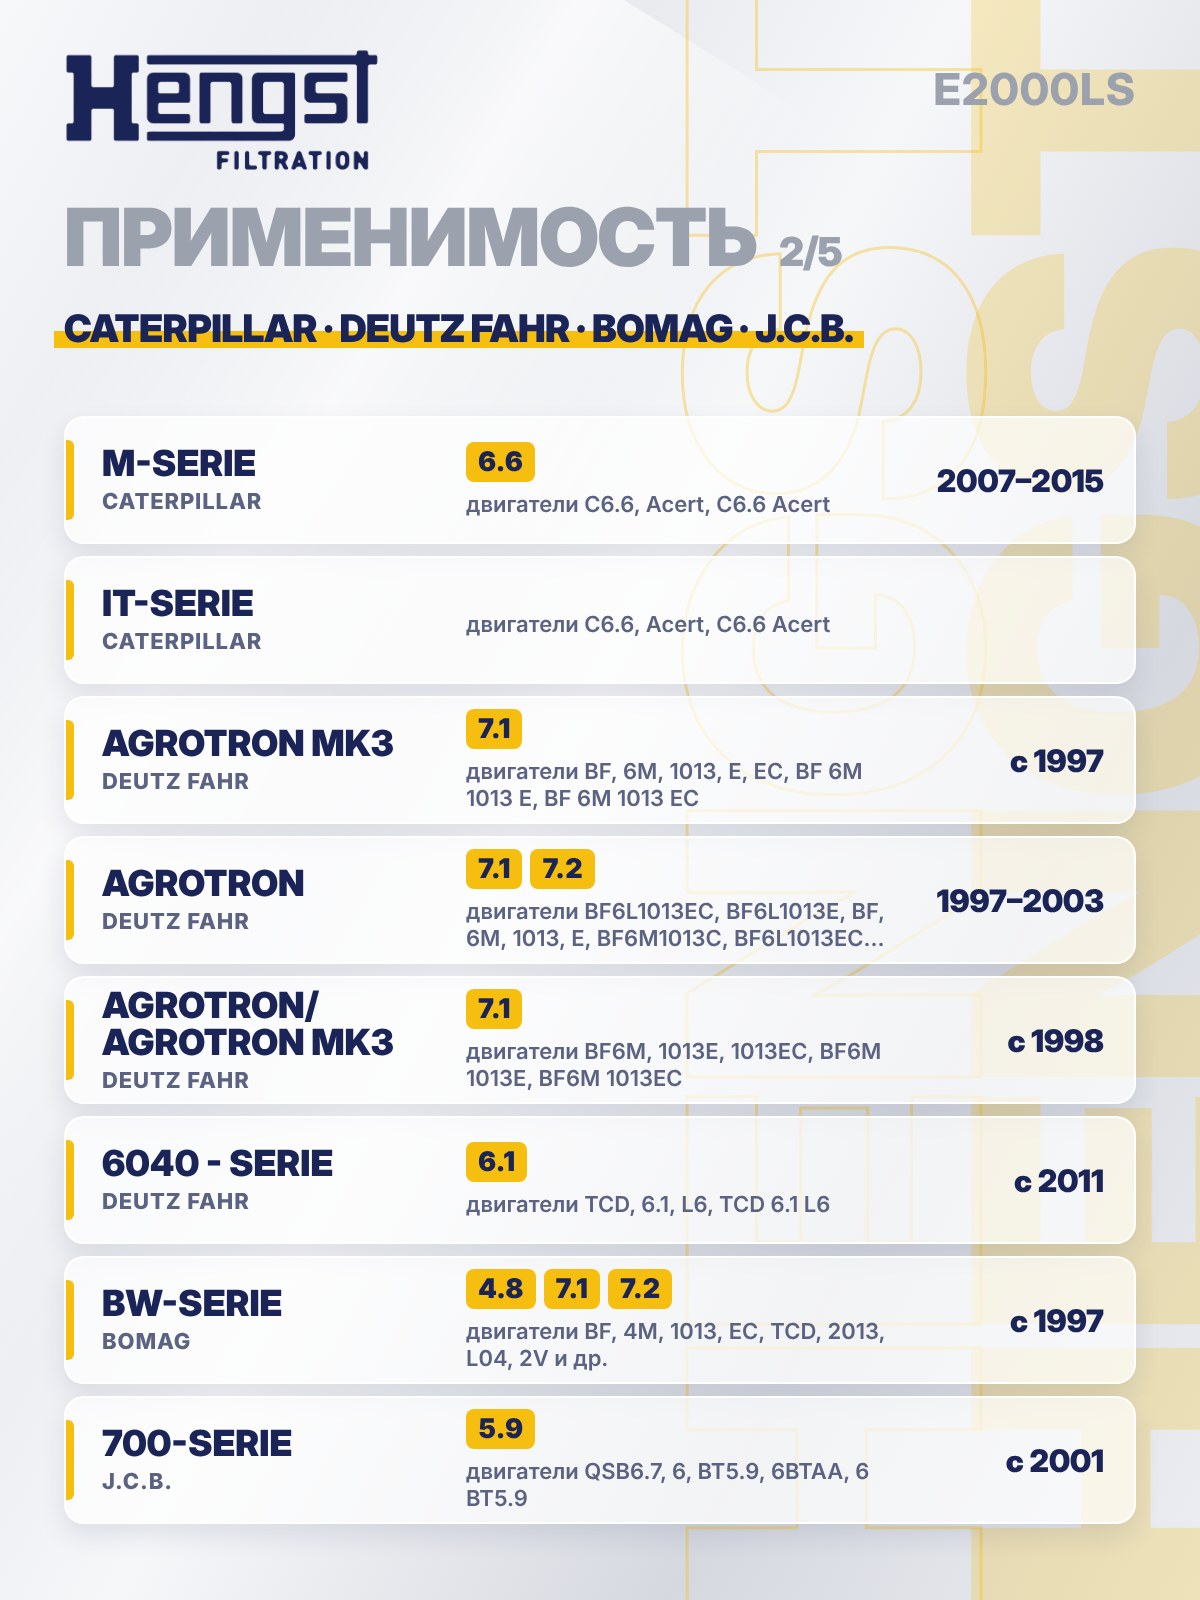 Hengst
FILTRATION
E2000LS
ПРИМЕНИМОСТЬ 2/5
CATERPILLAR · DEUTZ FAHR · BOMAG · J.C.B.
M-SERIE
CATERPILLAR
6.6
двигатели C6.6, Acert, C6.6 Acert
2007–2015
IT-SERIE
CATERPILLAR
двигатели C6.6, Acert, C6.6 Acert
AGROTRON MK3
DEUTZ FAHR
7.1
двигатели BF, 6M, 1013, E, EC, BF 6M
1013 E, BF 6M 1013 EC
с 1997
AGROTRON
DEUTZ FAHR
7.1 7.2
двигатели BF6L1013EC, BF6L1013E, BF,
6M, 1013, E, BF6M1013C, BF6L1013EC...
1997–2003
AGROTRON/
AGROTRON MK3
DEUTZ FAHR
7.1
двигатели BF6M, 1013E, 1013EC, BF6M
1013E, BF6M 1013EC
с 1998
6040 - SERIE
DEUTZ FAHR
6.1
двигатели TCD, 6.1, L6, TCD 6.1 L6
с 2011
BW-SERIE
BOMAG
4.8 7.1 7.2
двигатели BF, 4M, 1013, EC, TCD, 2013,
L04, 2V и др.
с 1997
700-SERIE
J.C.B.
5.9
двигатели QSB6.7, 6, BT5.9, 6BTAA, 6
BT5.9
с 2001
HENGST
HENGST